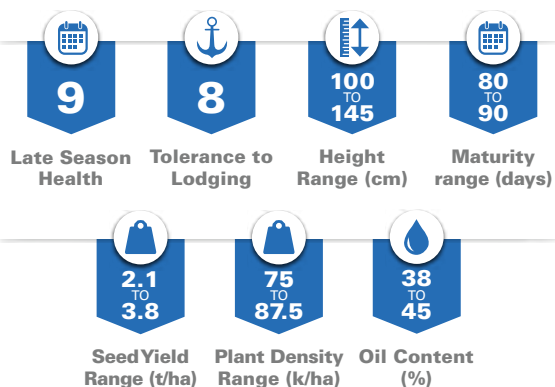 9
8
100
TO
145
80
TO
90
Late Season
Health
Tolerance to
Lodging
Height
Range (cm)
Maturity
range (days)
2.1
TO
3.8
75
TO
87.5
38
TO
45
Seed Yield
Range (t/ha)
Plant Density
Range (k/ha)
Oil Content
(%)